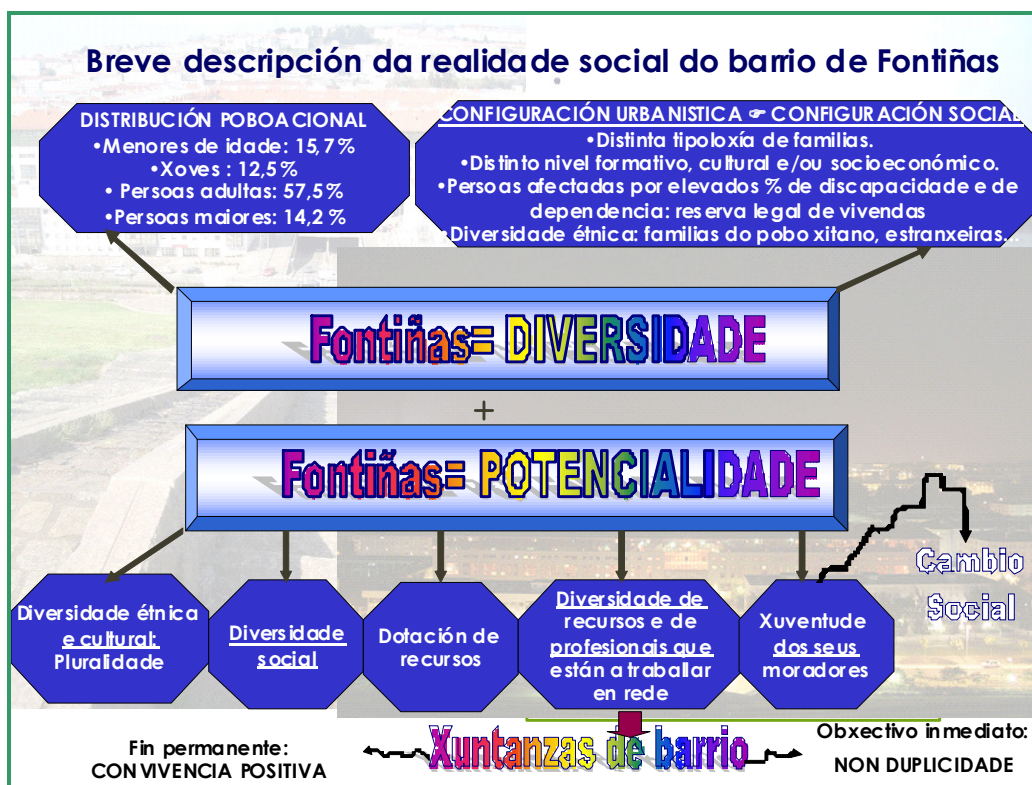 Breve descripción da realidade social do barrio de Fontiñas
DISTRIBUCIÓN POBOACIONAL
•Menores de idade: 15,7%
•Xoves : 12,5%
• Persoas adultas: 57,5%
•Persoas maiores: 14,2 %
CONFIGURACIÓN URBANISTICA ☞ CONFIGURACIÓN SOCIAL
•Distinta tipoloxía de familias.
•Distinto nivel formativo, cultural e/ou socioeconómico.
•Persoas afectadas por elevados % de discapacidade e de
dependencia: reserva legal de vivendas
•Diversidade étnica: familias do pobo xitano, estranxeiras...
Fontiñas= DIVERSIDADE
+
Fontiñas= POTENCIALIDADE
Diversidade étnica
e cultural:
Pluralidade
Diversidade
social
Dotación de
recursos
Diversidade de
recursos e de
profesionais que
están a traballar
en rede
Xuventude
dos seus
moradores
Cambio
Social
Fin permanente:
CONVIVENCIA POSITIVA
Xuntanzas de barrio
Obxectivo inmediato:
NON DUPLICIDADE